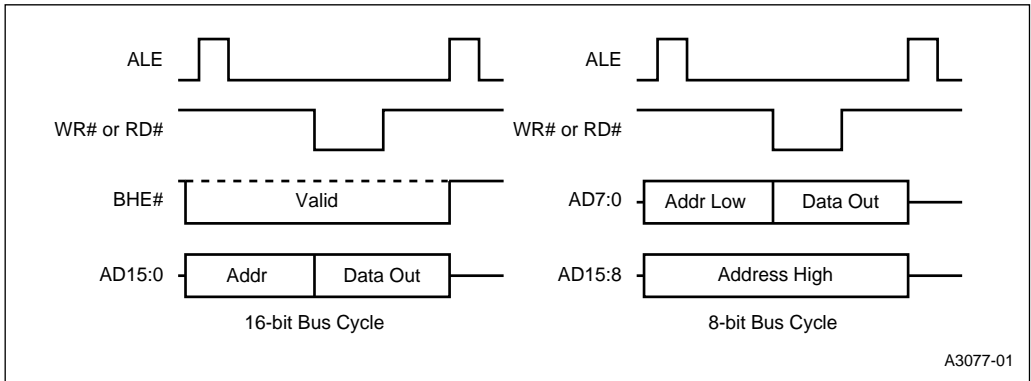 ALE
WR# or RD#
BHE#
Valid
AD15:0
Addr
Data Out
16-bit Bus Cycle
ALE
WR# or RD#
AD7:0
Addr Low
Data Out
AD15:8
Address High
8-bit Bus Cycle
A3077-01